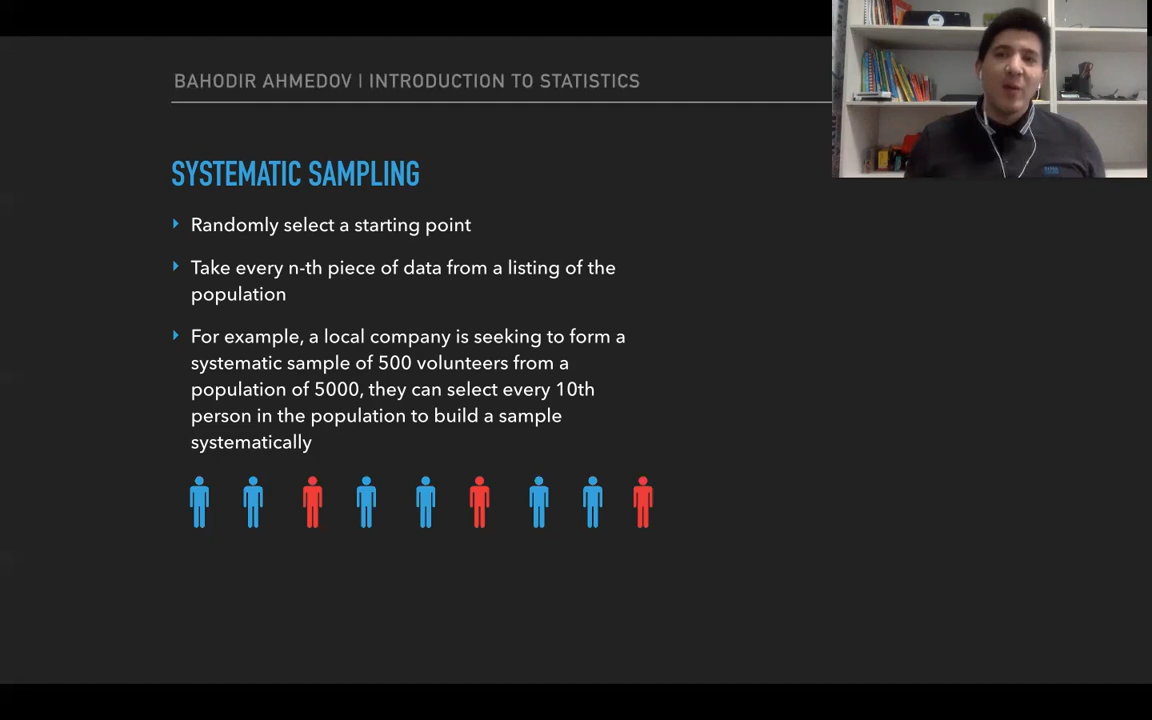 BAHODIR AHMEDOV | INTRODUCTION TO STATISTICS
SYSTEMATIC SAMPLING
Randomly select a starting point
Take every n-th piece of data from a listing of the
population
For example, a local company is seeking to form a
systematic sample of 500 volunteers from a
population of 5000, they can select every 10th
person in the population to build a sample
systematically